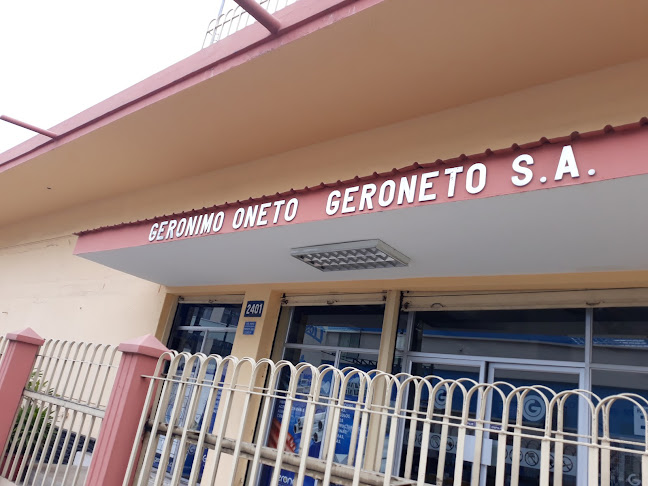 GERONIMO ONETO GERONETO S.A.
2401